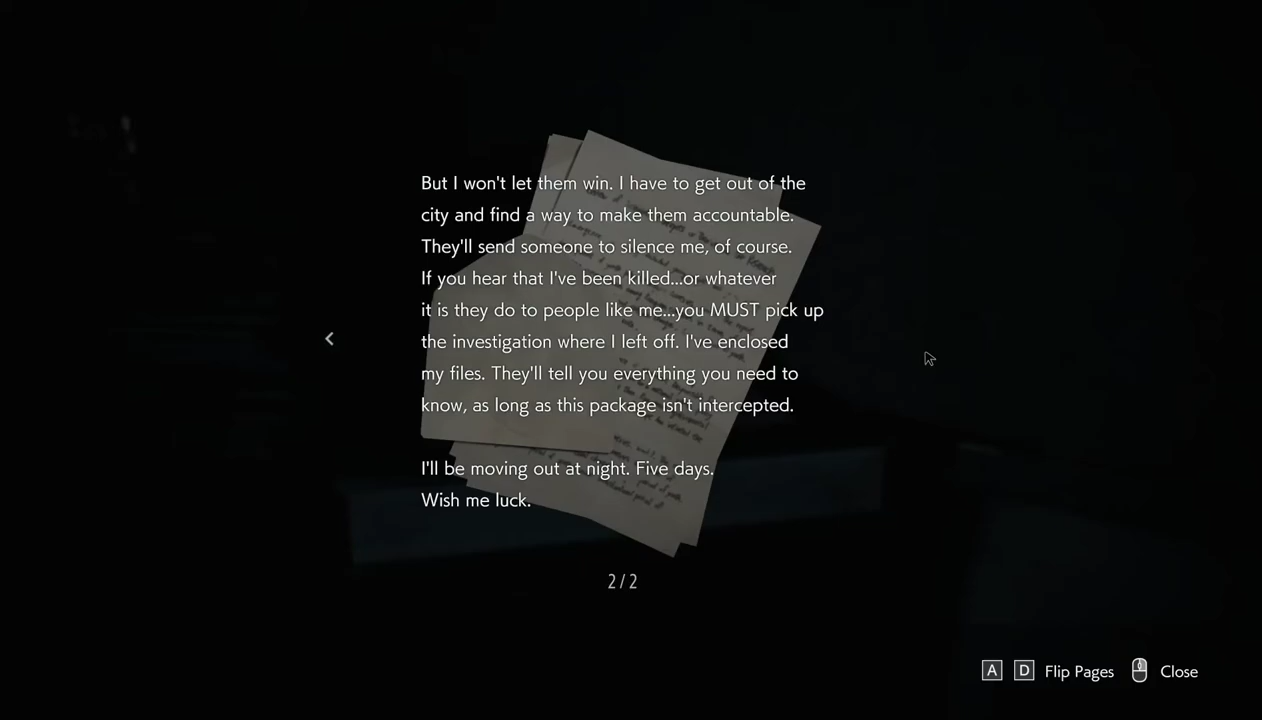 But I won't let them win. I have to get out of the
city and find a way to make them accountable.
They'll send someone to silence me, of course.
If you hear that I've been killed...or whatever
it is they do to people like me...you MUST pick up
the investigation where I left off. I've enclosed
my files. They'll tell you everything you need to
know, as long as this package isn't intercepted.
I'll be moving out at night. Five days.
Wish me luck.
2/2
A D Flip Pages Close